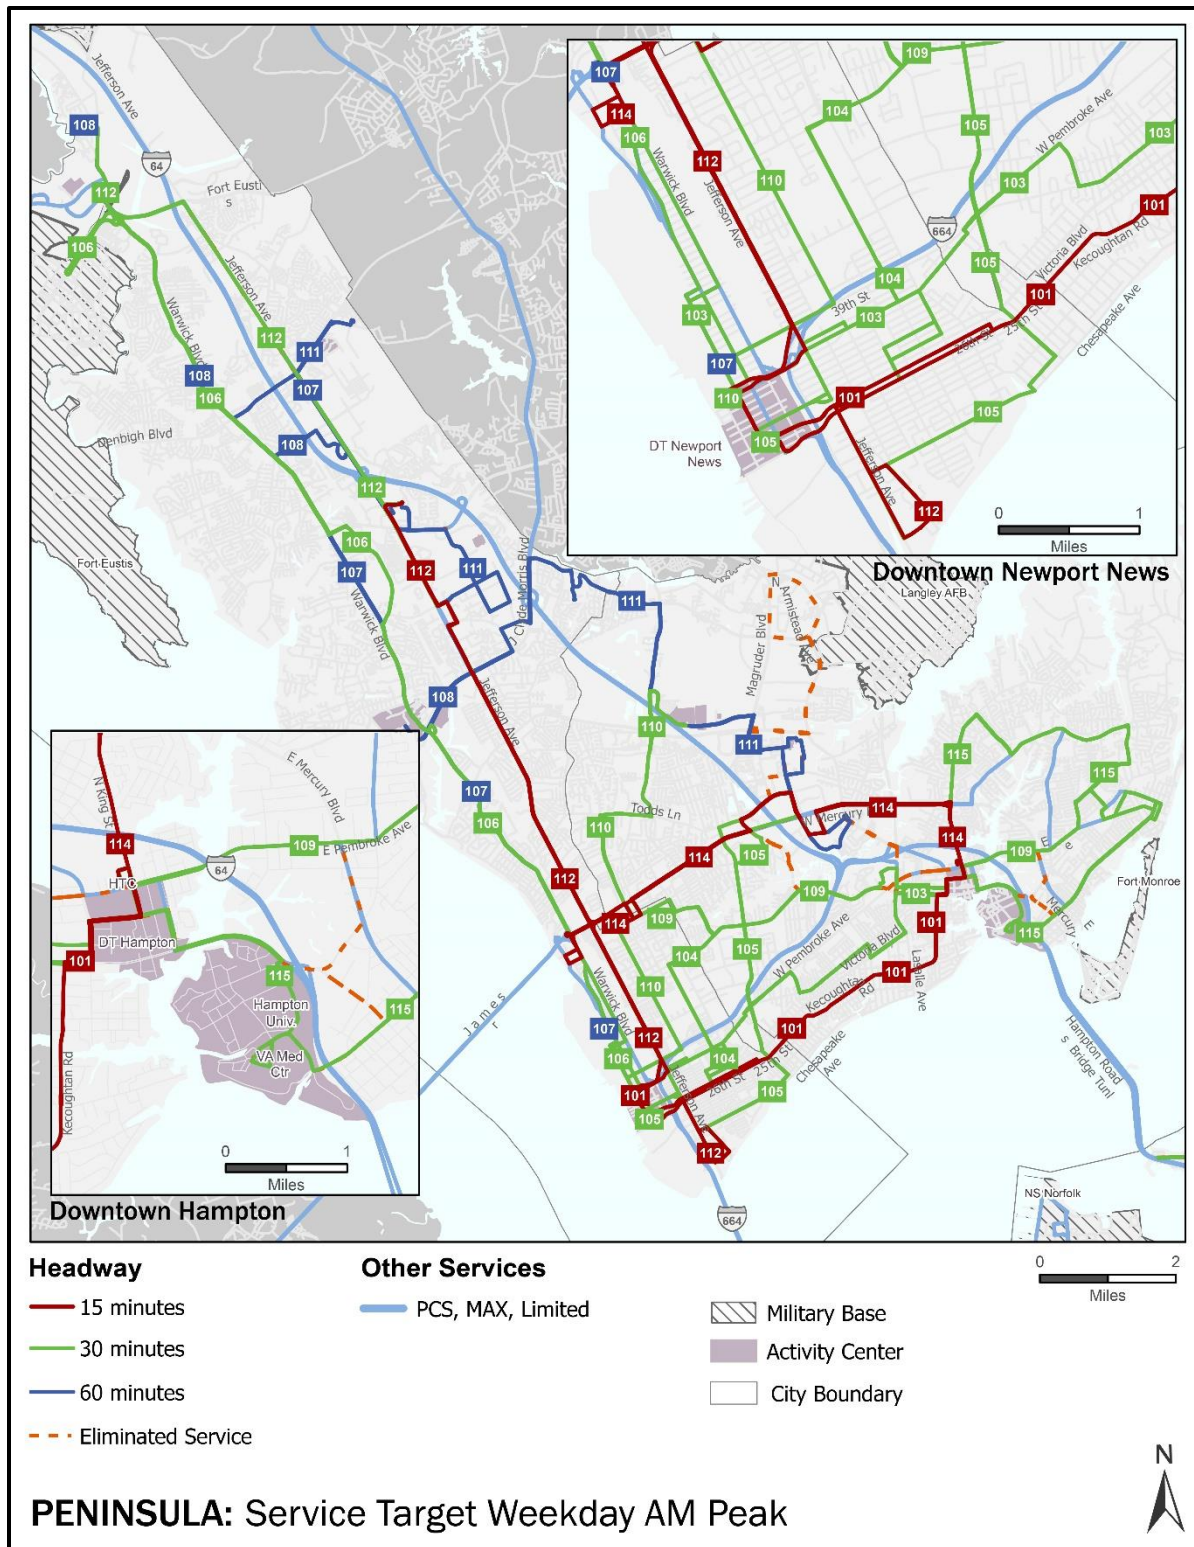 Jefferson Ave
108
64
Fort Eusti
s
112
106
Jefferson Ave
Warwick Blvd
112
111
108
107
106
Denbigh Blvd
108
112
106
Fort Eustis
107
112
111
Warwick Blvd
J Clyde Morris Blvd
111
N Armistead Ave
Magruder Blvd
Langley AFB
108
Jefferson Ave
110
111
107
106
Todds Ln
110
W Mercury
114
115
115
114
114
105
112
109
109
E
e
Fort Monroe
103
114
109
101
Mercury
E
115
104
105
W Pembroke Ave
Victoria Blvd
Lasalle Ave
101
Kecoughtan
Rd
Warwick Blvd
110
James
r
107
112
101
Chesapeake
Ave
Hampton Road
s Bridge Tunl
106
104
25th St
26th St
101
Jefferson Ave
105
105
112
664
NS Norfolk
107
114
106
Warwick Blvd
112
Jefferson Ave
110
104
109
105
W Pembroke Ave
103
103
664
101
Victoria Blvd
Kecoughtan Rd
105
104
101
39th St
103
103
25th St
26th St
Chesapeake Ave
107
110
101
105
105
DT Newport
News
Jefferson Ave
112
0 1
Miles
Downtown Newport News
N King St
E Mercury Blvd
114
109
E Pembroke Ave
64
HTC
DT Hampton
101
115
Hampton
Univ.
115
VA Med
Ctr
Kecoughtan Rd
0 1
Miles
Downtown Hampton
0 2
Miles
Headway
15 minutes
30 minutes
60 minutes
Eliminated Service
Other Services
PCS, MAX, Limited
Military Base
Activity Center
City Boundary
N
PENINSULA: Service Target Weekday AM Peak